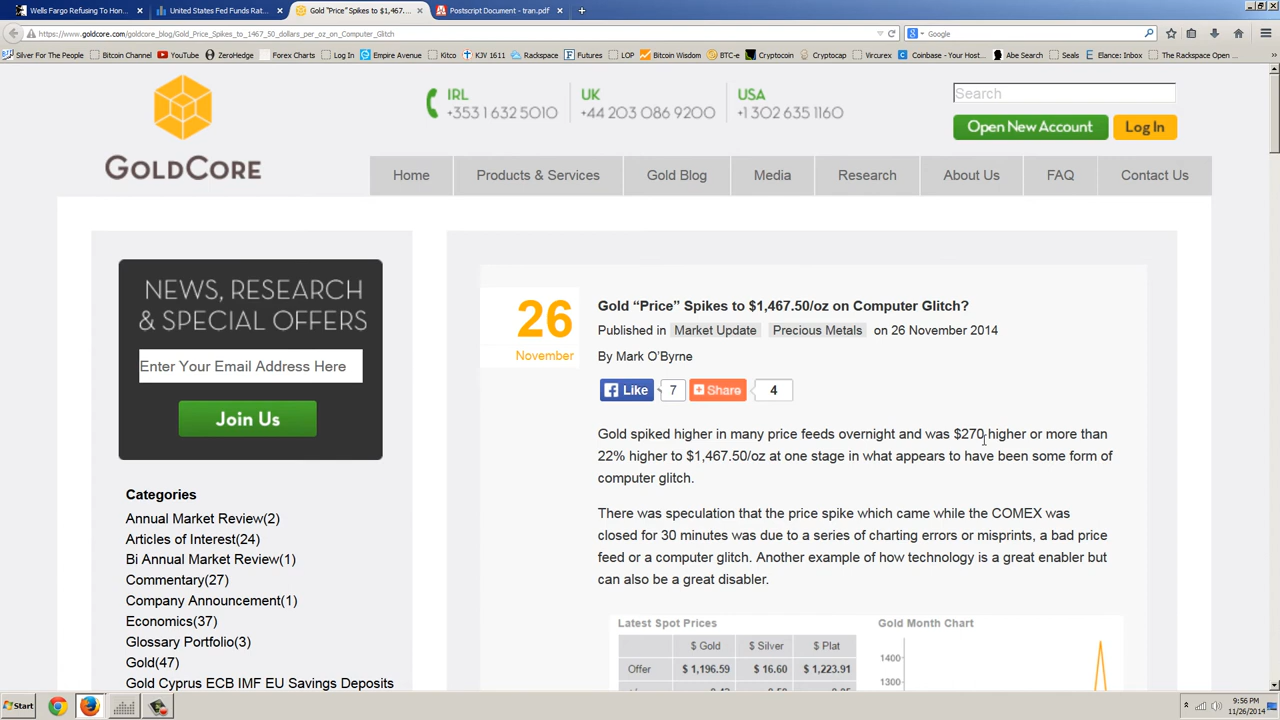 Wells Fargo Refusing To Hon...
United States Fed Funds Rat...
Gold "Price" Spikes to $1,467...
Postscript Document - tran.pdf
https://www.goldcore.com/goldcore_blog/Gold_Price_Spikes_to_1467_50_dollars_per_oz_on_Computer_Glitch
Google
Silver For The People
Bitcoin Channel
YouTube
ZeroHedge
Forex Charts
Log In
Empire Avenue
Kitco
KJV 1611
Rackspace
Futures
LOP
Bitcoin Wisdom
BTC-e
Cryptocoin
Cryptocap
Vircurex
Coinbase - Your Host...
Abe Search
Seals
Elance: Inbox
The Rackspace Open ...
GOLDCORE
IRL
+353 1 632 5010
UK
+44 203 086 9200
USA
+1 302 635 1160
Search
Open New Account
Log In
Home
Products & Services
Gold Blog
Media
Research
About Us
FAQ
Contact Us
NEWS, RESEARCH
& SPECIAL OFFERS
Enter Your Email Address Here
Join Us
Categories
Annual Market Review(2)
Articles of Interest(24)
Bi Annual Market Review(1)
Commentary(27)
Company Announcement(1)
Economics(37)
Glossary Portfolio(3)
Gold(47)
Gold Cyprus ECB IMF EU Savings Deposits
26
November
Gold “Price” Spikes to $1,467.50/oz on Computer Glitch?
Published in Market Update Precious Metals on 26 November 2014
By Mark O’Byrne
Like 7 Share 4
Gold spiked higher in many price feeds overnight and was $270 higher or more than
22% higher to $1,467.50/oz at one stage in what appears to have been some form of
computer glitch.
There was speculation that the price spike which came while the COMEX was
closed for 30 minutes was due to a series of charting errors or misprints, a bad price
feed or a computer glitch. Another example of how technology is a great enabler but
can also be a great disabler.
Latest Spot Prices
$ Gold $ Silver $ Plat
Offer $ 1,196.59 $ 16.60 $ 1,223.91
Gold Month Chart
1400
1300
Start
9:56 PM
11/26/2014